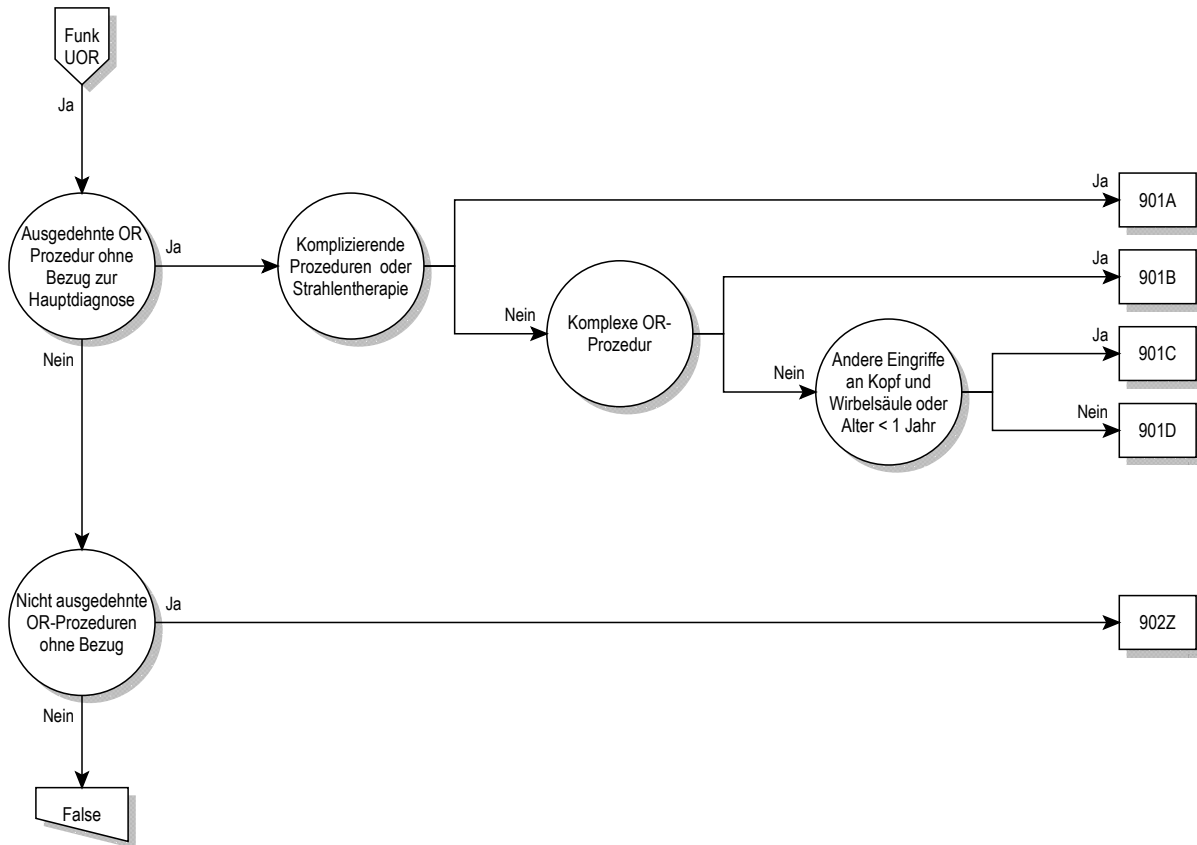 Funk
UOR
Ja
Ausgedehnte OR
Prozedur ohne
Bezug zur
Hauptdiagnose
Ja
Komplizierende
Prozeduren oder
Strahlentherapie
Ja
901A
Nein
Komplexe OR-
Prozedur
Ja
901B
Nein
Andere Eingriffe
an Kopf und
Wirbelsäule oder
Alter < 1 Jahr
Ja
901C
Nein
901D
Nein
Nicht ausgedehnte
OR-Prozeduren
ohne Bezug
Ja
902Z
Nein
False